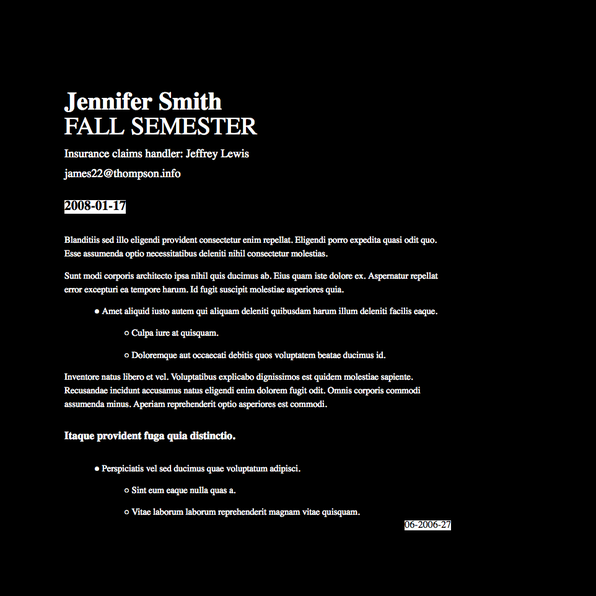 Jennifer Smith
FALL SEMESTER
Insurance claims handler: Jeffrey Lewis
james22@thompson.info
2008-01-17
Blanditiis sed illo eligendi provident consectetur enim repellat. Eligendi porro expedita quasi odit quo.
Esse assumenda optio necessitatibus deleniti nihil consectetur molestias.
Sunt modi corporis architecto ipsa nihil quis ducimus ab. Eius quam iste dolore ex. Aspernatur repellat
error excepturi ea tempore harum. Id fugit suscipit molestiae asperiores quia.
Amet aliquid iusto autem qui aliquam deleniti quibusdam harum illum deleniti facilis eaque.
Culpa iure at quisquam.
Doloremque aut occaecati debitis quos voluptatem beatae ducimus id.
Inventore natus libero et vel. Voluptatibus explicabo dignissimos est quidem molestiae sapiente.
Recusandae incidunt accusamus natus eligendi enim dolorem fugit odit. Omnis corporis commodi
assumenda minus. Aperiam reprehenderit optio asperiores est commodi.
Itaque provident fuga quia distinctio.
Perspiciatis vel sed ducimus quae voluptatum adipisci.
Sint eum eaque nulla quas a.
Vitae laborum laborum reprehenderit magnam vitae quisquam.
06-2006-27